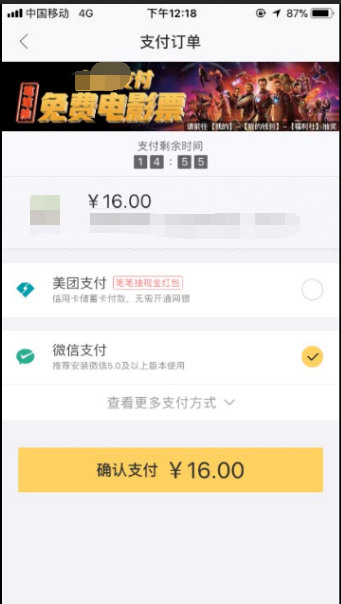 中国移动 4G 下午12:18 87%
支付订单
支付
免费电影票
请前往【我的】-【我的钱包】-【福利社】抽奖
支付剩余时间
14:55
￥16.00
美团支付 笔笔抽现金红包
信用卡储蓄卡付款，无需开通网银
微信支付
推荐安装微信5.0及以上版本使用
查看更多支付方式
确认支付 ￥16.00